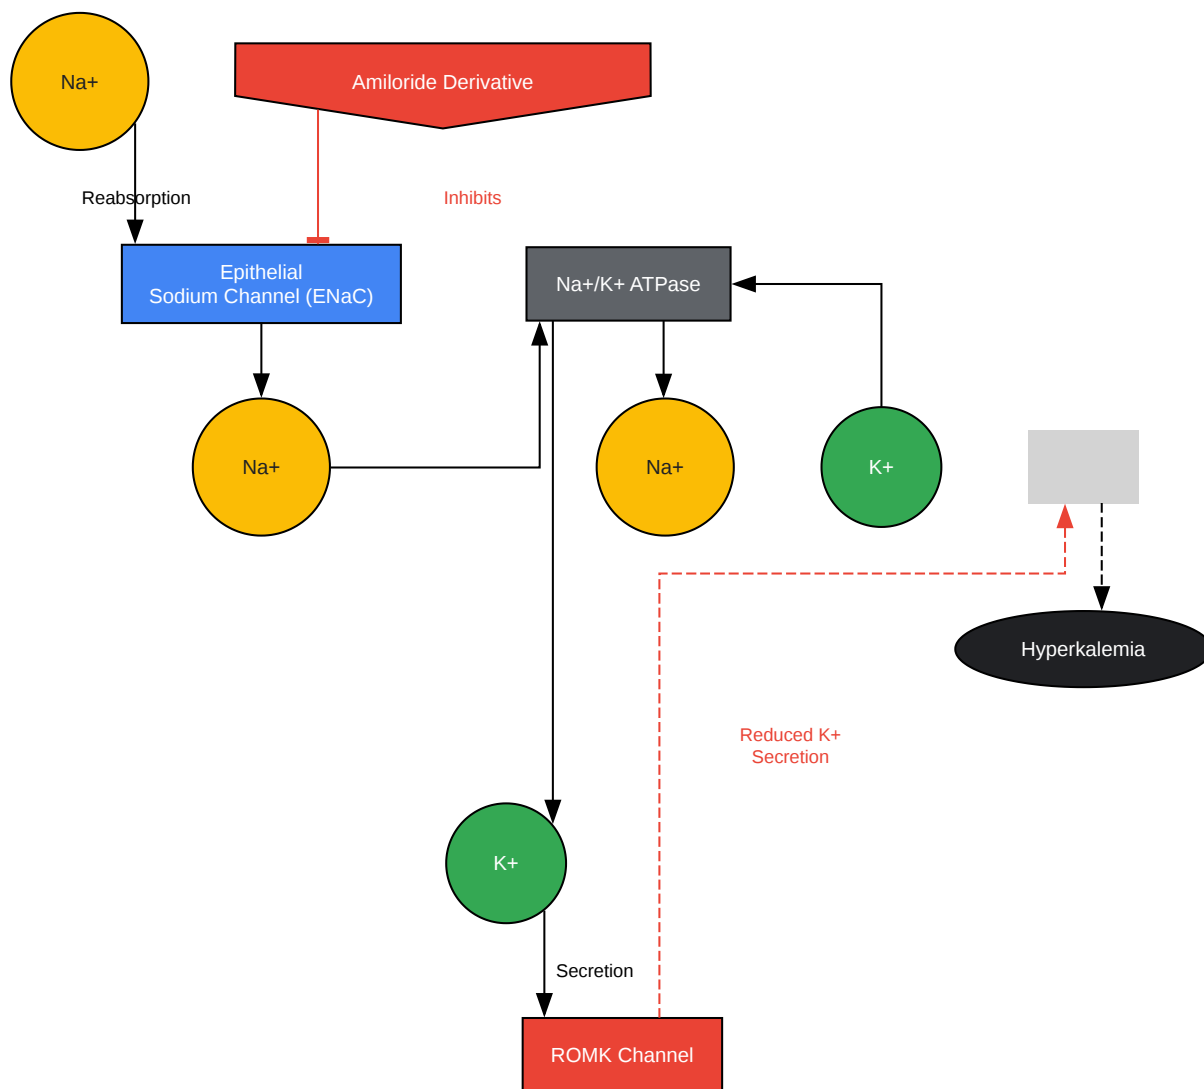 Na+
Amiloride Derivative
Reabsorption
Inhibits
Epithelial
Sodium Channel (ENaC)
Na+/K+ ATPase
Na+
Na+
K+
Hyperkalemia
Reduced K+
Secretion
K+
Secretion
ROMK Channel